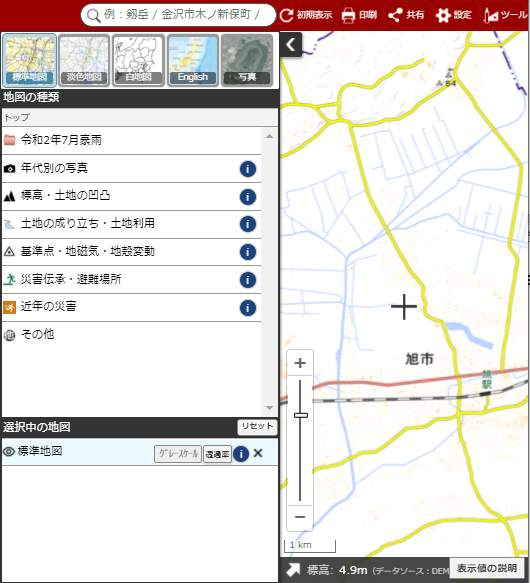 例：剱岳 / 金沢市木ノ新保町 /
初期表示
印刷
共有
設定
ツール
標準地図
淡色地図
白地図
English
写真
地図の種類
トップ
令和2年7月豪雨
年代別の写真
標高・土地の凹凸
土地の成り立ち・土地利用
基準点・地磁気・地殻変動
災害伝承・避難場所
近年の災害
その他
選択中の地図
リセット
標準地図
グレースケール
透過率
84
旭市
旭駅
1 km
標高: 4.9m (データソース：DEM
表示値の説明